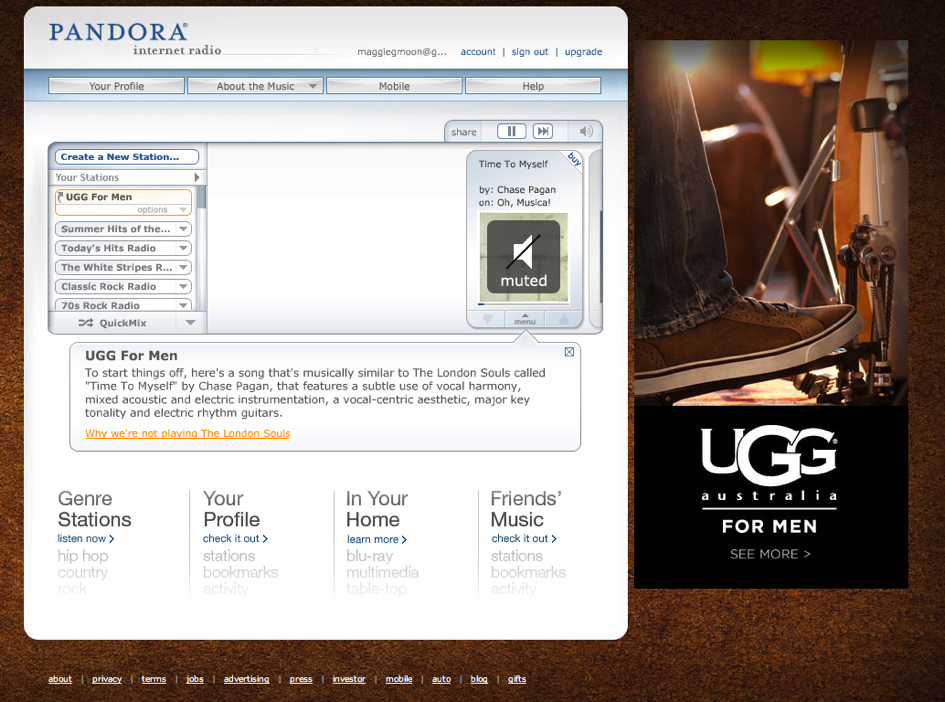 PANDORA®
internet radio
maggiegmoon@g... account | sign out | upgrade
Your Profile
About the Music
Mobile
Help
share
Create a New Station...
Your Stations
UGG For Men
options
Summer Hits of the...
Today's Hits Radio
The White Stripes R...
Classic Rock Radio
70s Rock Radio
QuickMix
buy
Time To Myself
by: Chase Pagan
on: Oh, Musica!
muted
menu
UGG For Men
To start things off, here's a song that's musically similar to The London Souls called
"Time To Myself" by Chase Pagan, that features a subtle use of vocal harmony,
mixed acoustic and electric instrumentation, a vocal-centric aesthetic, major key
tonality and electric rhythm guitars.
Why we're not playing The London Souls
Genre
Stations
listen now >
hip hop
country
rock
Your
Profile
check it out >
stations
bookmarks
activity
In Your
Home
learn more >
blu-ray
multimedia
table-top
Friends'
Music
check it out >
stations
bookmarks
activity
UGG®
australia
FOR MEN
SEE MORE >
about | privacy | terms | jobs | advertising | press | investor | mobile | auto | blog | gifts